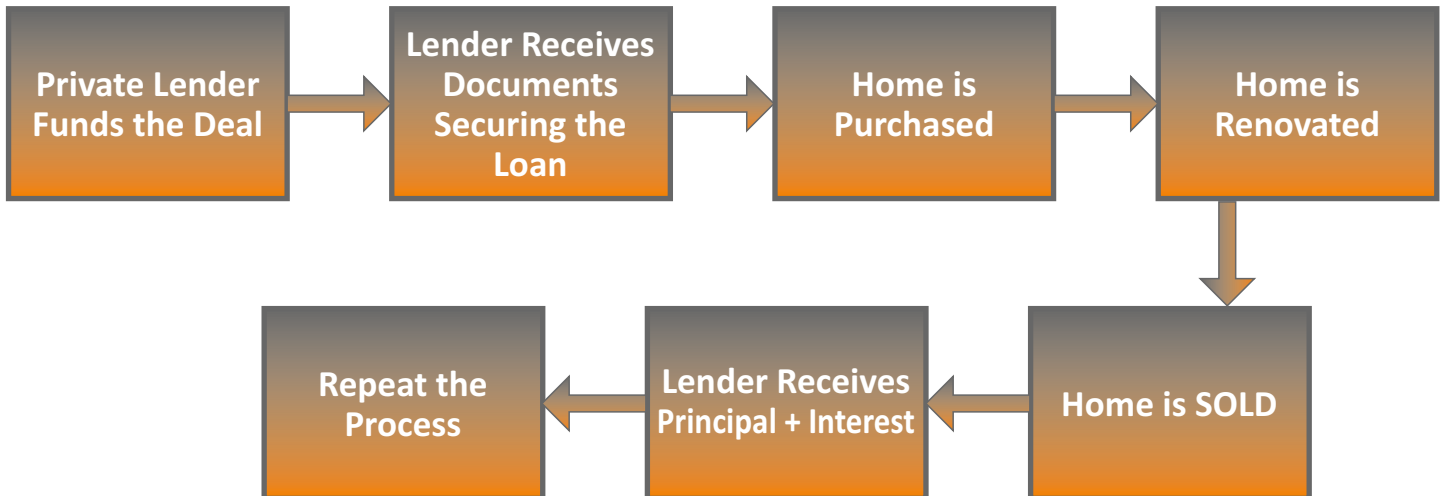 Private Lender
Funds the Deal
Lender Receives
Documents
Securing the
Loan
Home is
Purchased
Home is
Renovated
Home is SOLD
Lender Receives
Principal + Interest
Repeat the
Process